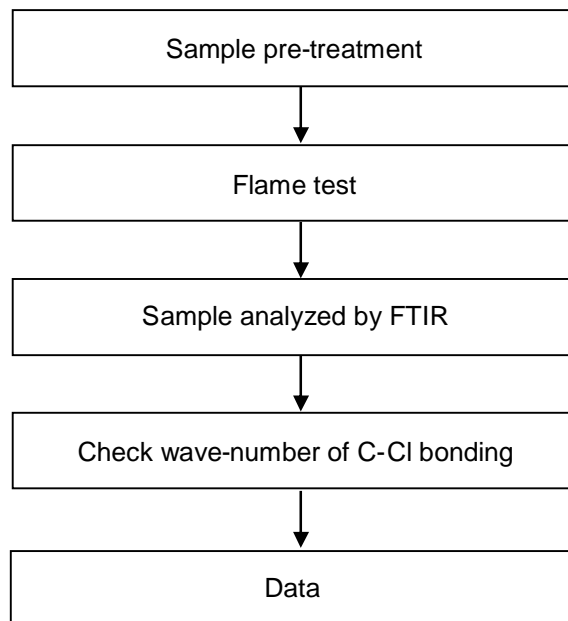 Sample pre-treatment
Flame test
Sample analyzed by FTIR
Check wave-number of C-Cl bonding
Data